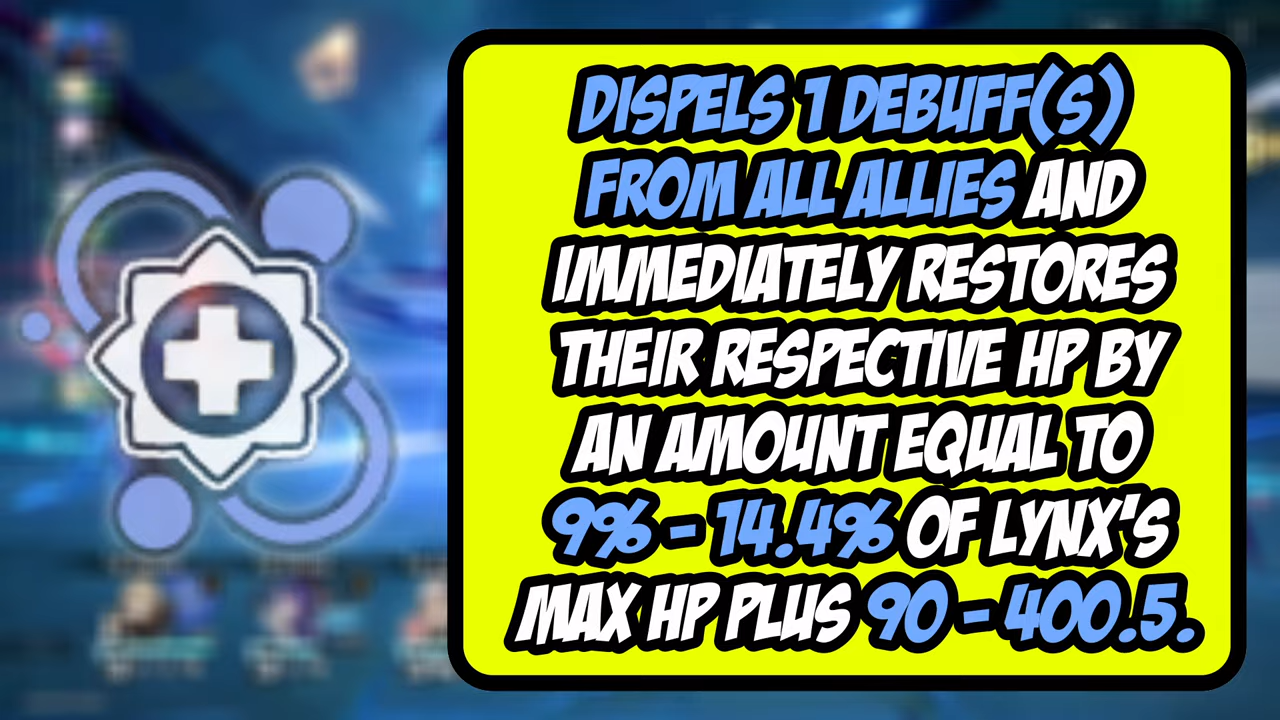 DISPELS 1 DEBUFF(S)
FROM ALL ALLIES AND
IMMEDIATELY RESTORES
THEIR RESPECTIVE HP BY
AN AMOUNT EQUAL TO
9% - 14.4% OF LYNX'S
MAX HP PLUS 90 - 400.5.